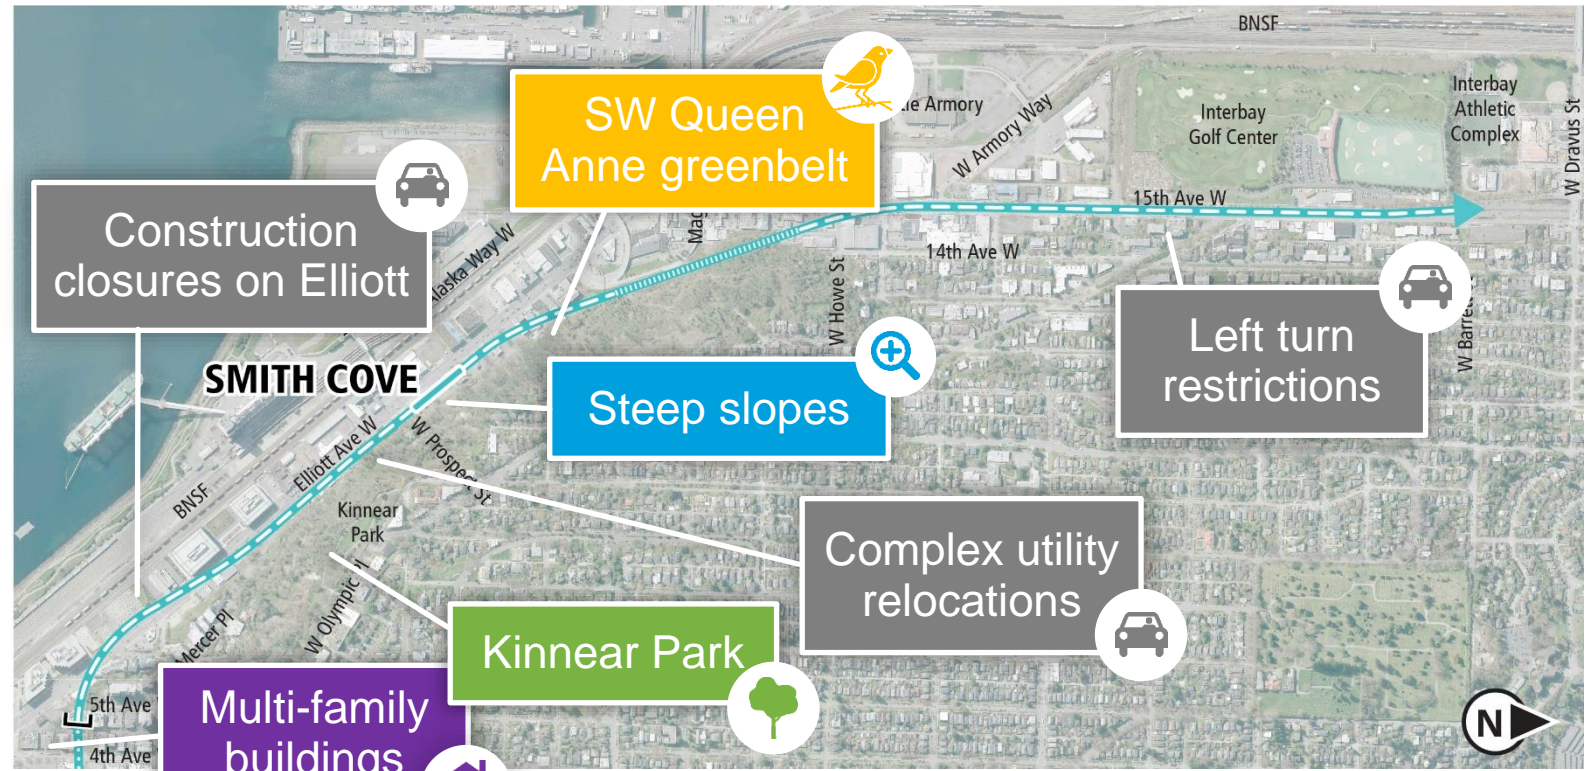 BNSF
SW Queen
Anne greenbelt
Armory
W Armory Way
Interbay
Golf Center
Interbay
Athletic
Complex
W Dravus St
Construction
closures on Elliott
Alaska Way W
Mag
15th Ave W
14th Ave W
W Howe St
Left turn
restrictions
W Barrett
SMITH COVE
Steep slopes
Elliott Ave W
W Prospect St
BNSF
Kinnear
Park
Complex utility
relocations
W Olympic Pl
Mercer Pl
Kinnear Park
Multi-family
buildings
5th Ave
4th Ave
N